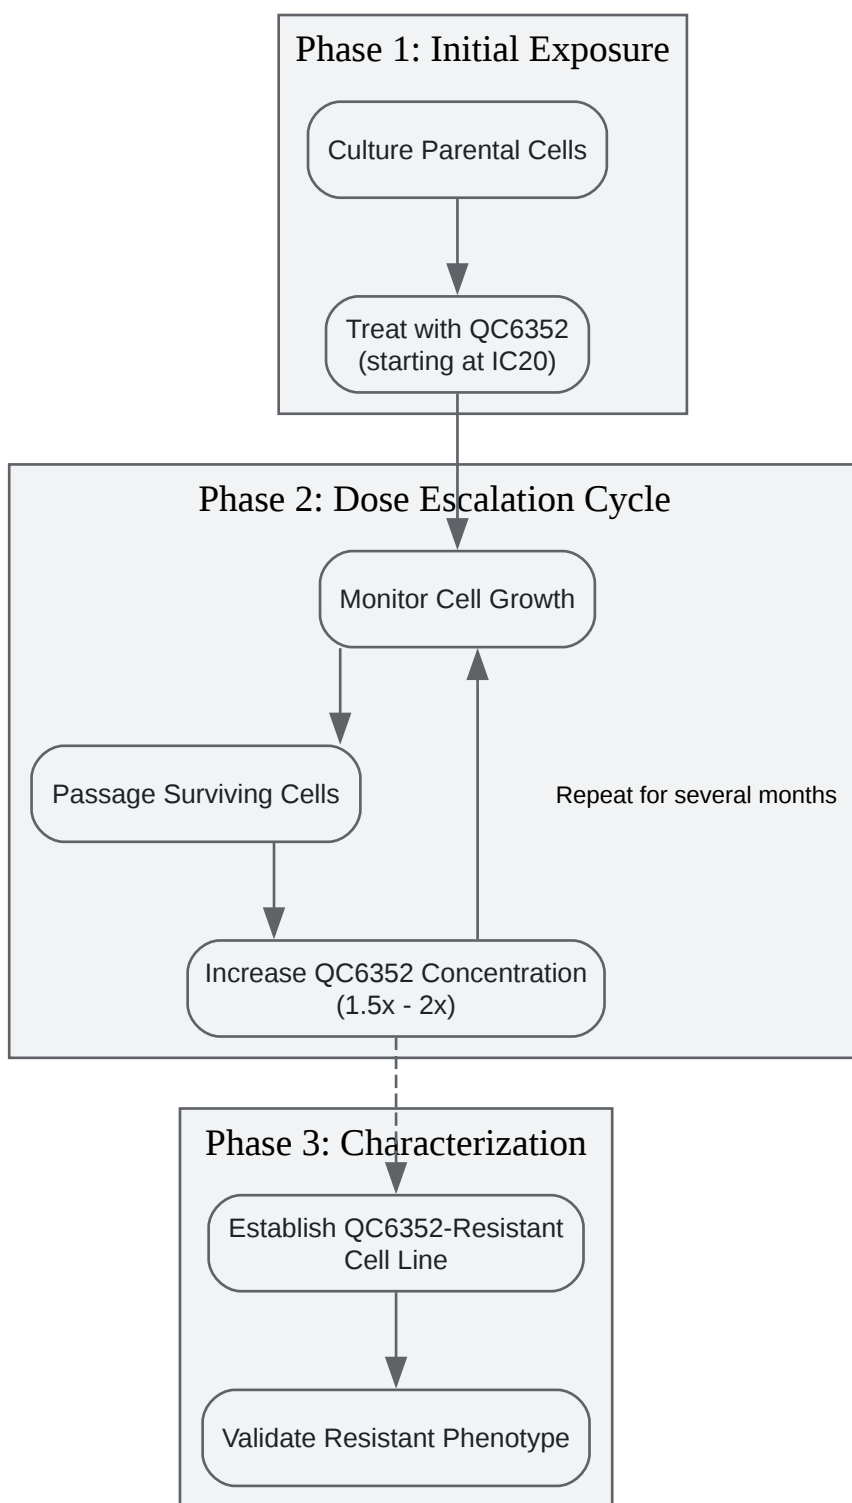 Phase 1: Initial Exposure
Culture Parental Cells
Treat with QC6352
(starting at IC20)
Phase 2: Dose Escalation Cycle
Monitor Cell Growth
Passage Surviving Cells
Repeat for several months
Increase QC6352 Concentration
(1.5x - 2x)
Phase 3: Characterization
Establish QC6352-Resistant
Cell Line
Validate Resistant Phenotype